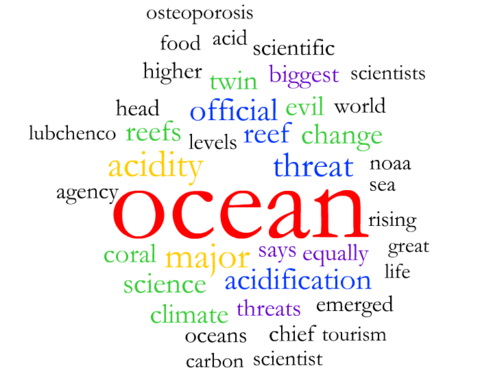 osteoporosis
food acid scientific
higher twin biggest scientists
head official evil world
lubchenco reefs levels reef change
acidity threat noaa
agency ocean sea
rising
coral major says equally great
science acidification life
climate threats emerged
oceans chief tourism
carbon scientist